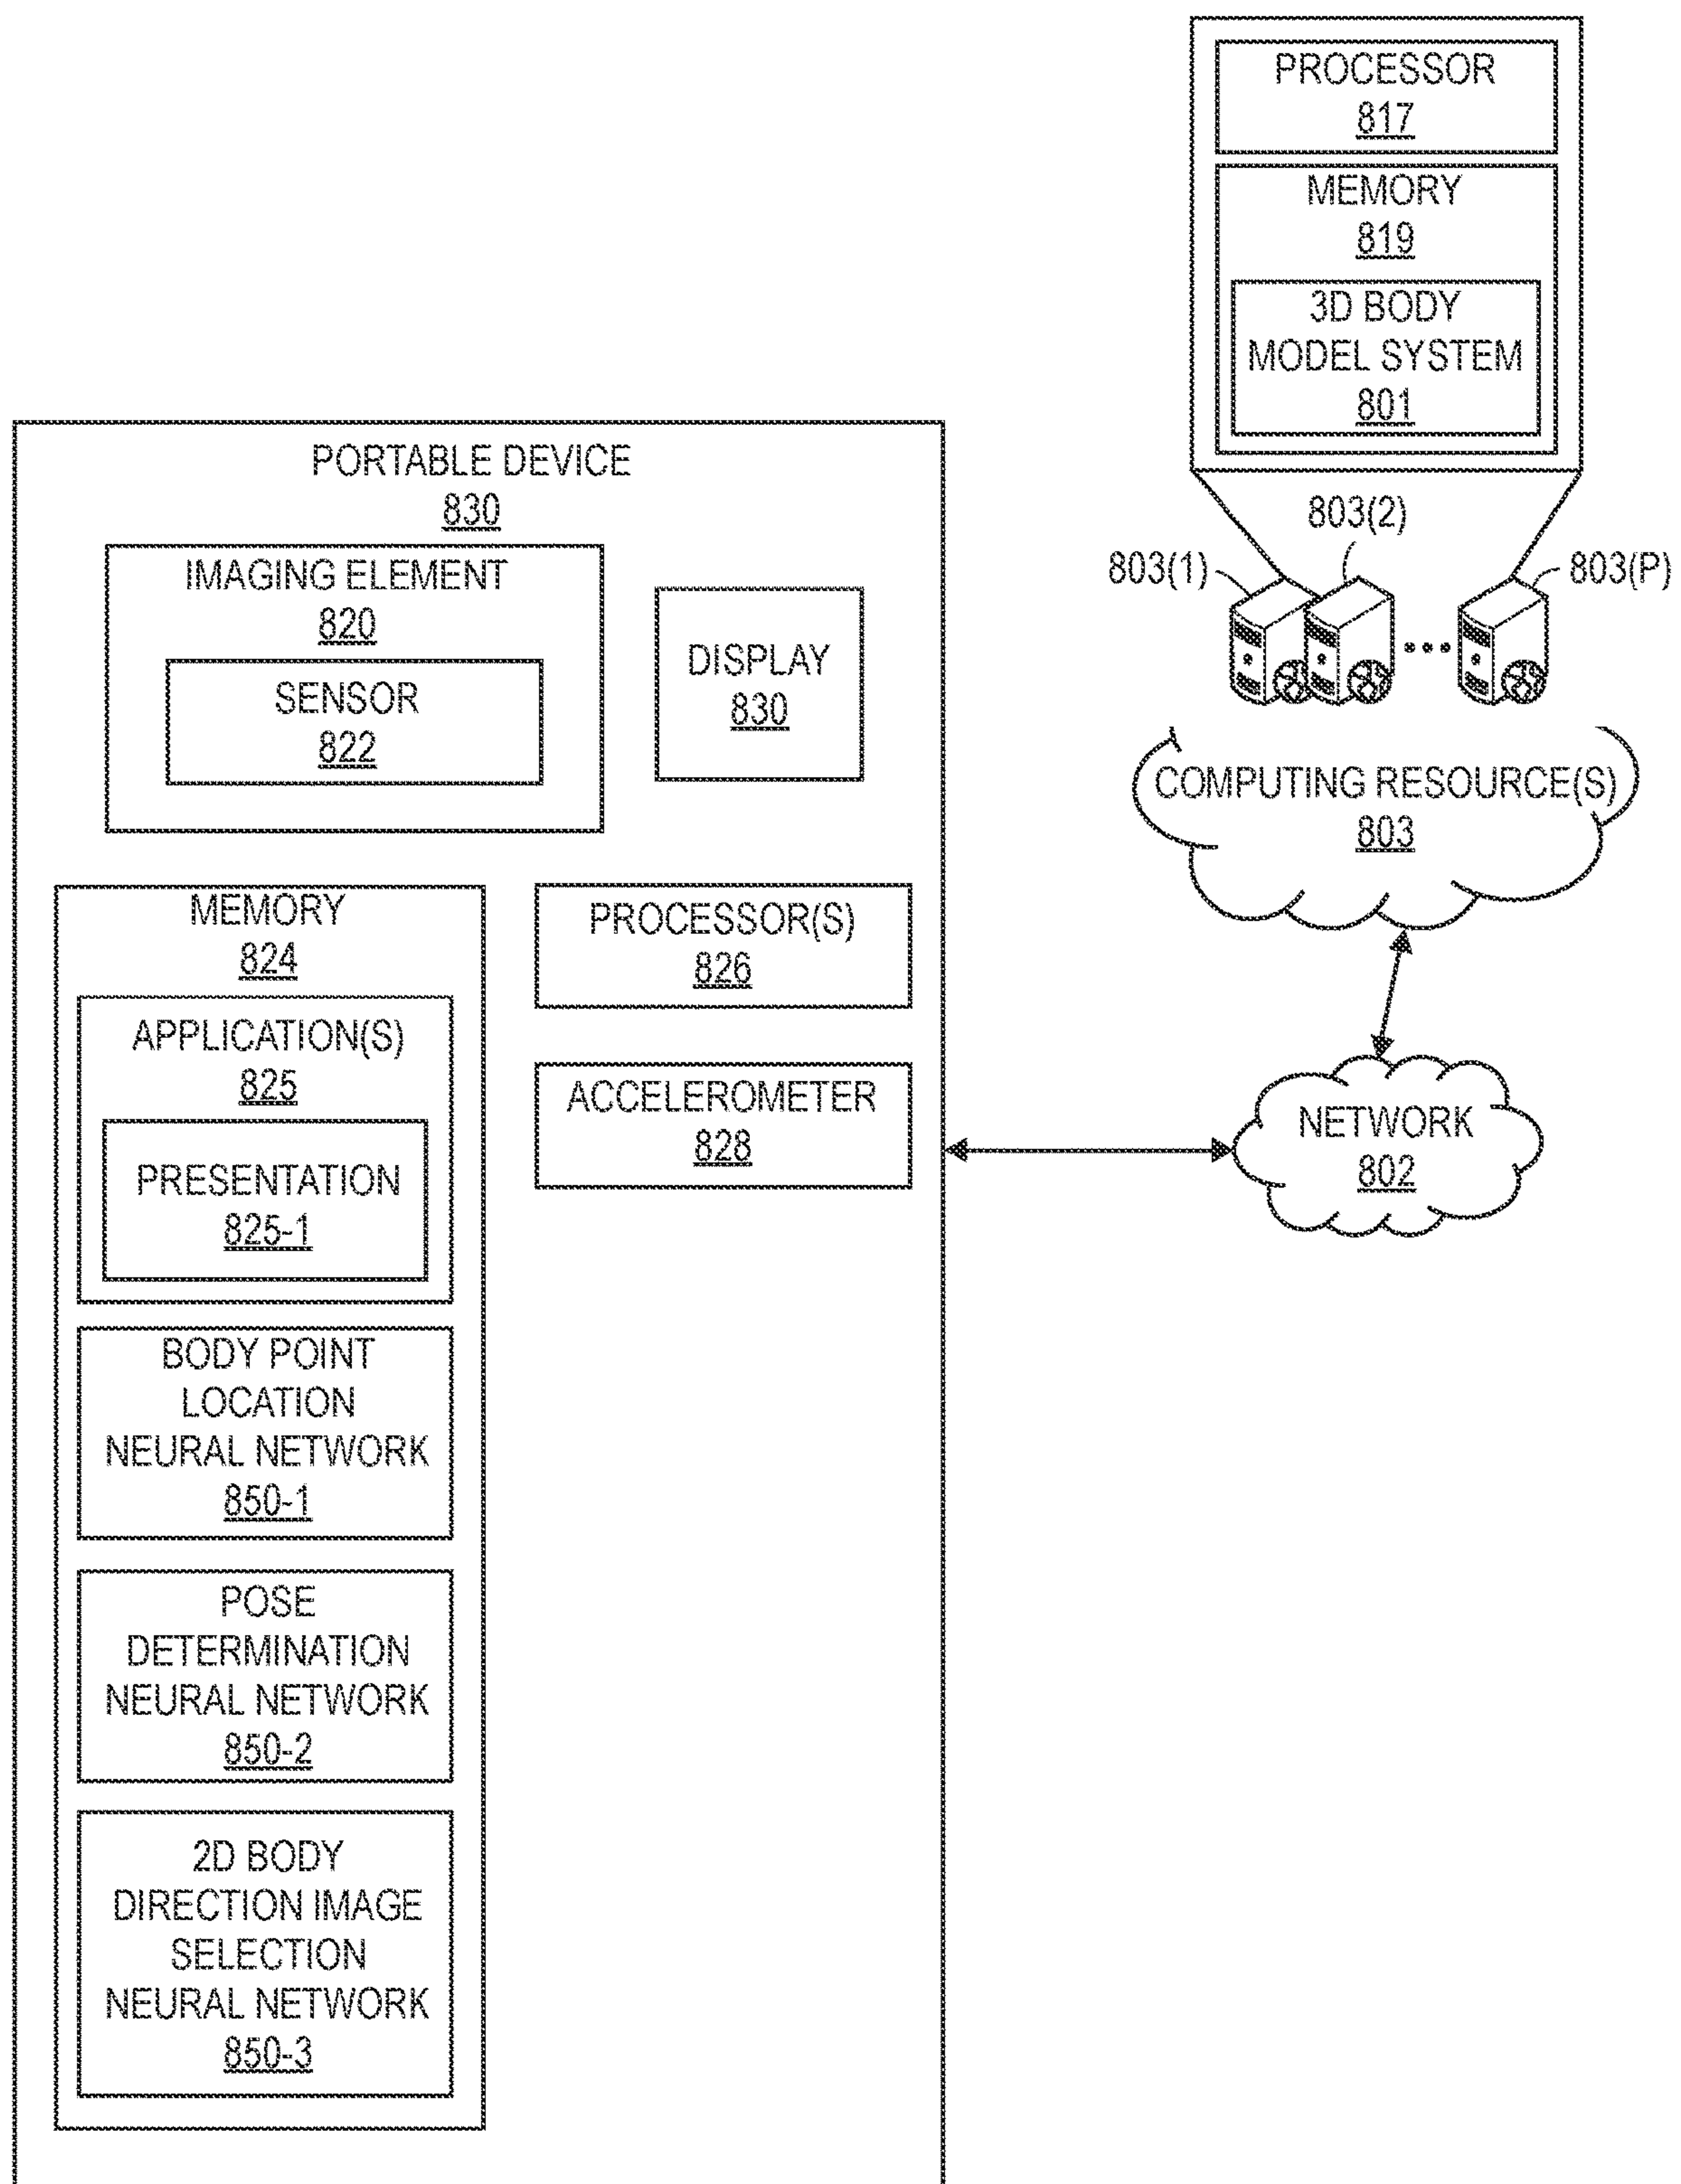 PROCESSOR
817
MEMORY
819
3D BODY
MODEL SYSTEM
801
803(1)
803(2)
803(P)
COMPUTING RESOURCE(S)
803
NETWORK
802
PORTABLE DEVICE
830
IMAGING ELEMENT
820
SENSOR
822
DISPLAY
830
MEMORY
824
APPLICATION(S)
825
PRESENTATION
825-1
BODY POINT
LOCATION
NEURAL NETWORK
850-1
POSE
DETERMINATION
NEURAL NETWORK
850-2
2D BODY
DIRECTION IMAGE
SELECTION
NEURAL NETWORK
850-3
PROCESSOR(S)
826
ACCELEROMETER
828